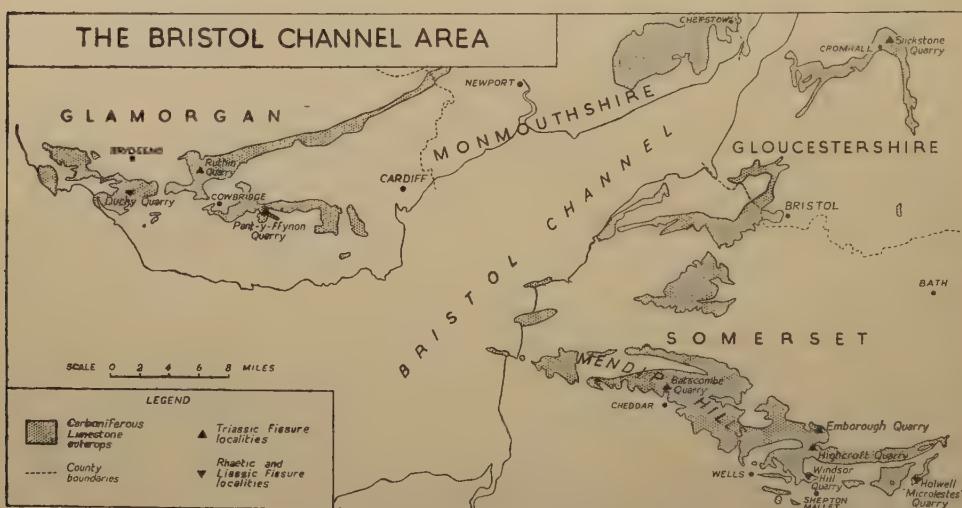 THE BRISTOL CHANNEL AREA
CHEPSTOW
CROMHALL
Slickstone
Quarry
NEWPORT
MONMOUTHSHIRE
GLAMORGAN
BRIDGEND
Ruthin
Quarry
GLOUCESTERSHIRE
CARDIFF
Duchy Quarry
COWBRIDGE
Pant-y-Ffynon
Quarry
BRISTOL
BRISTOL CHANNEL
BATH
SOMERSET
SCALE 0 2 4 6 8 MILES
MENDIP HILLS
Batscombe
Quarry
CHEDDAR
Emborough Quarry
Highcroft Quarry
WELLS
Windsor
Hill
Quarry
SHEPTON
MALLET
Holwell
'Microlestes'
Quarry
LEGEND
Carboniferous
Limestone
outcrops
County
boundaries
Triassic Fissure
localities
Rhaetic and
Liassic Fissure
localities